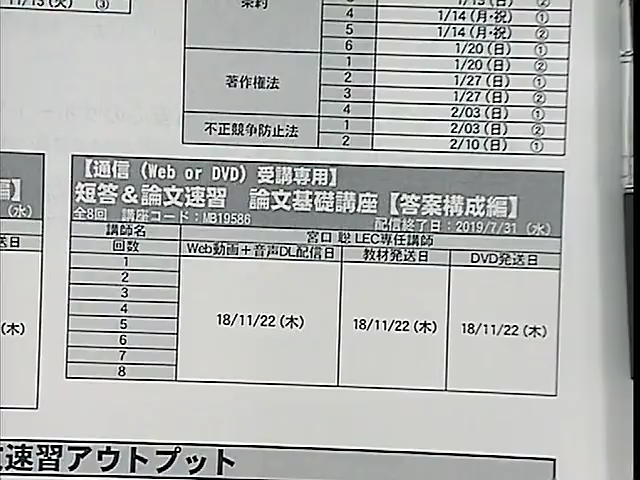 11/13(火) ③
条約
4 1/14(月・祝) ①
5 1/14(月・祝) ②
6 1/20(日) ①
著作権法
1 1/20(日) ②
2 1/27(日) ①
3 1/27(日) ②
4 2/03(日) ①
不正競争防止法
1 2/03(日) ②
2 2/10(日) ①
【通信(Web or DVD)受講専用】
短答&論文速習 論文基礎講座【答案構成編】
全8回 講座コード:MB19586 配信終了日:2019/7/31(水)
講師名 宮口 聡 LEC専任講師
回数 Web動画+音声DL配信日 教材発送日 DVD発送日
1
2
3
4
5 18/11/22(木) 18/11/22(木) 18/11/22(木)
6
7
8
編】
(水)
送日
(木)
速習アウトプット